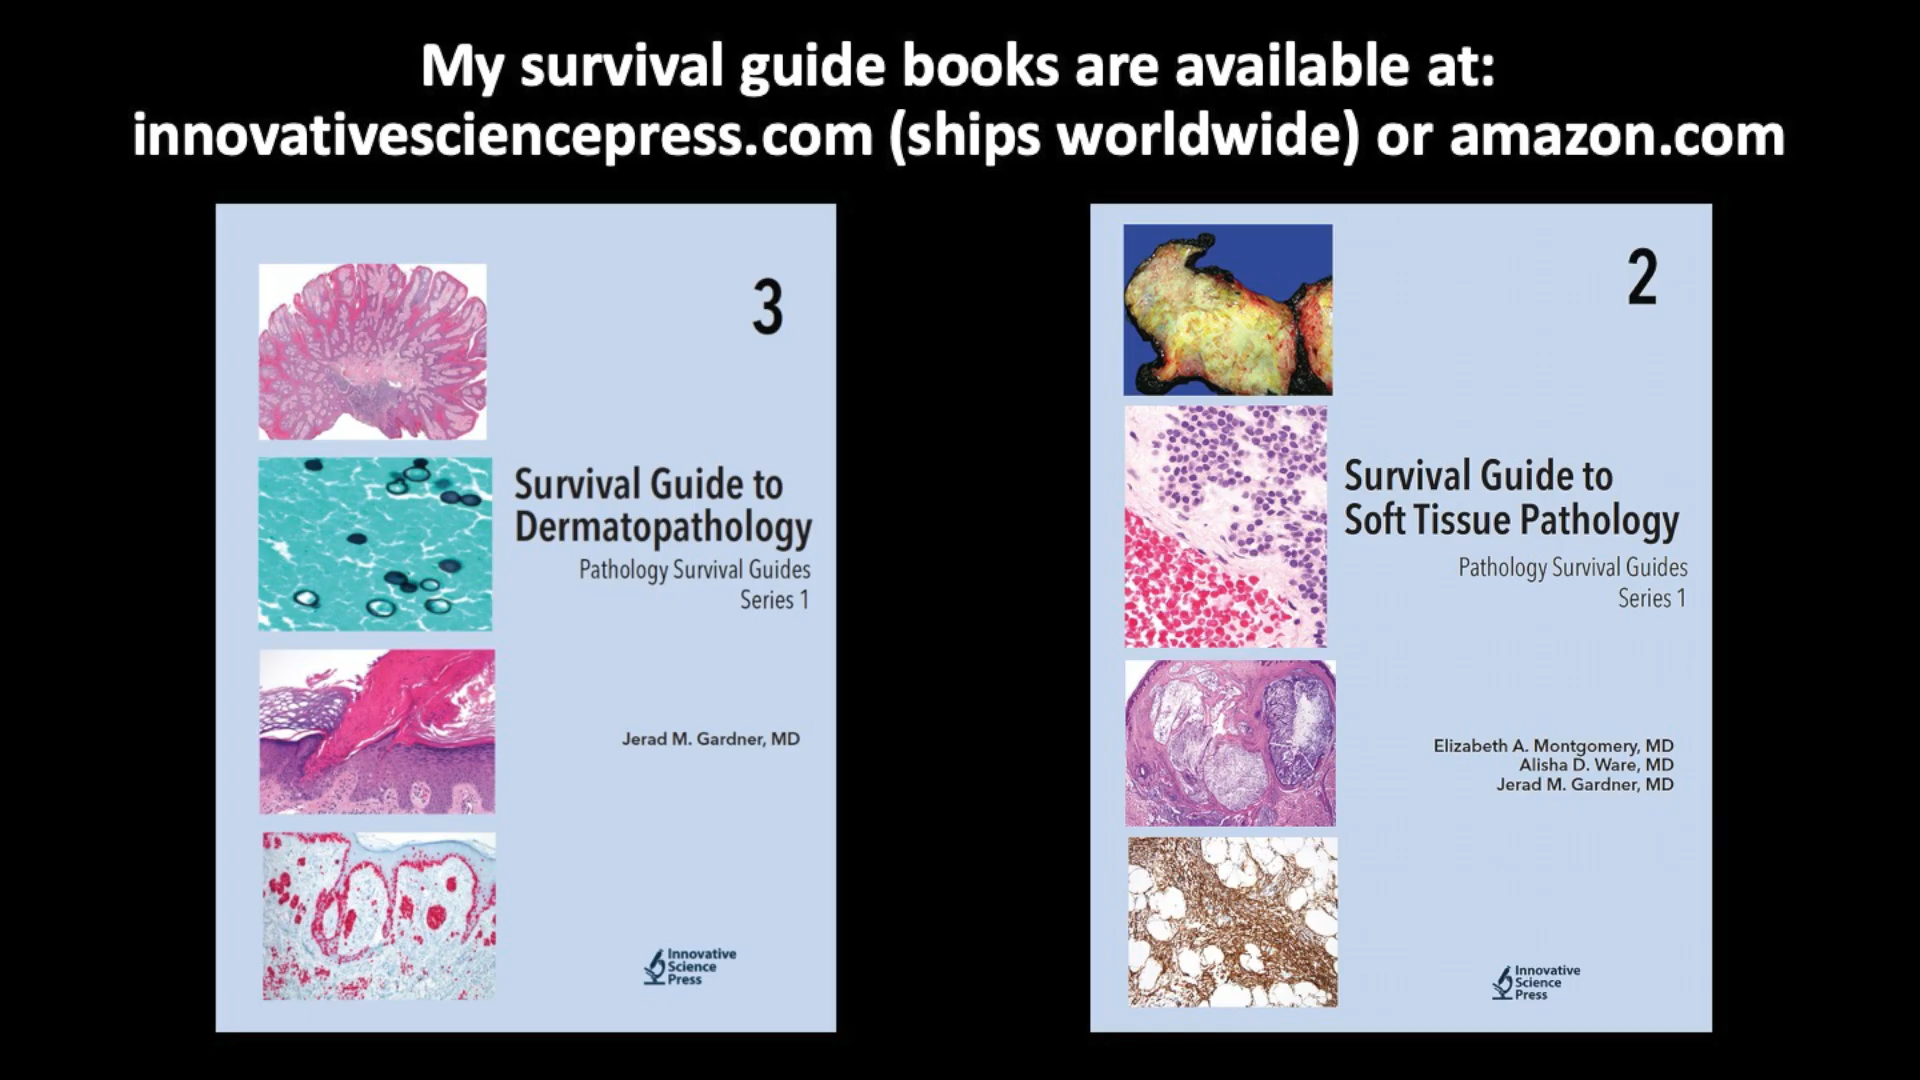 My survival guide books are available at:
innovativesciencepress.com (ships worldwide) or amazon.com
3
Survival Guide to
Dermatopathology
Pathology Survival Guides
Series 1
Jerad M. Gardner, MD
Innovative
Science
Press
2
Survival Guide to
Soft Tissue Pathology
Pathology Survival Guides
Series 1
Elizabeth A. Montgomery, MD
Alisha D. Ware, MD
Jerad M. Gardner, MD
Innovative
Science
Press